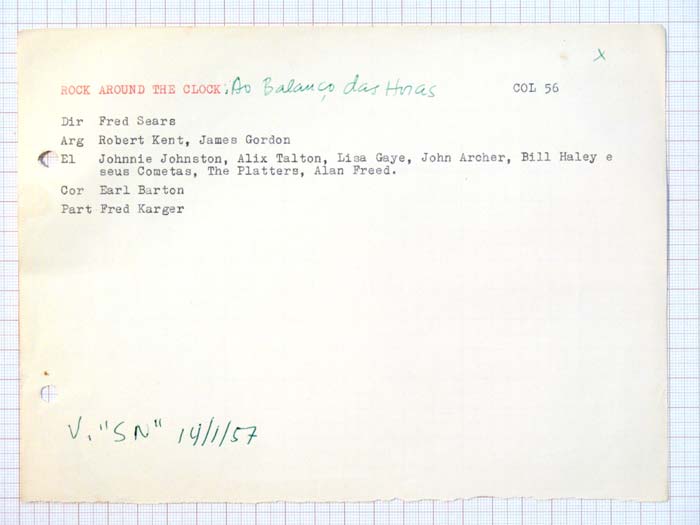 x
ROCK AROUND THE CLOCK: Ao Balanço das Horas COL 56
Dir Fred Sears
Arg Robert Kent, James Gordon
El Johnnie Johnston, Alix Talton, Lisa Gaye, John Archer, Bill Haley e
seus Cometas, The Platters, Alan Freed.
Cor Earl Barton
Part Fred Karger
V. "SN" 14/1/57